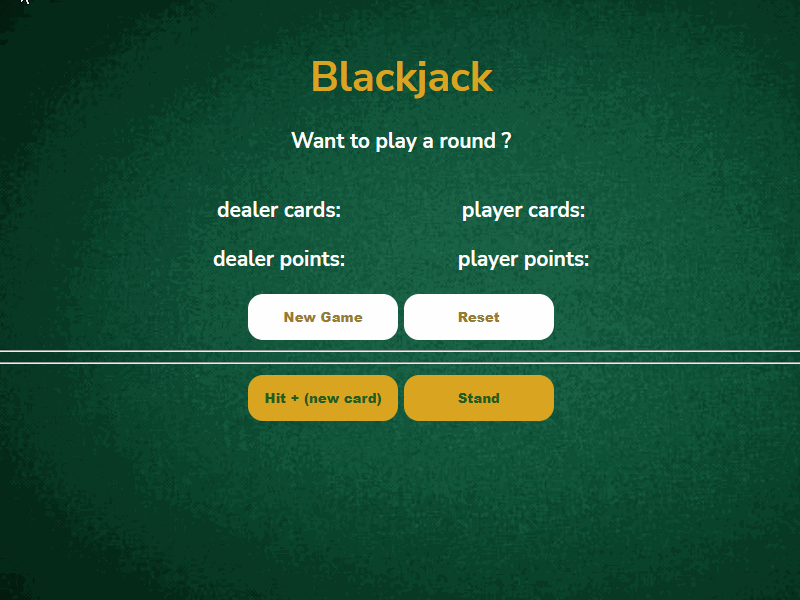 Blackjack
Want to play a round ?
dealer cards:
player cards:
dealer points:
player points:
New Game
Reset
Hit + (new card)
Stand